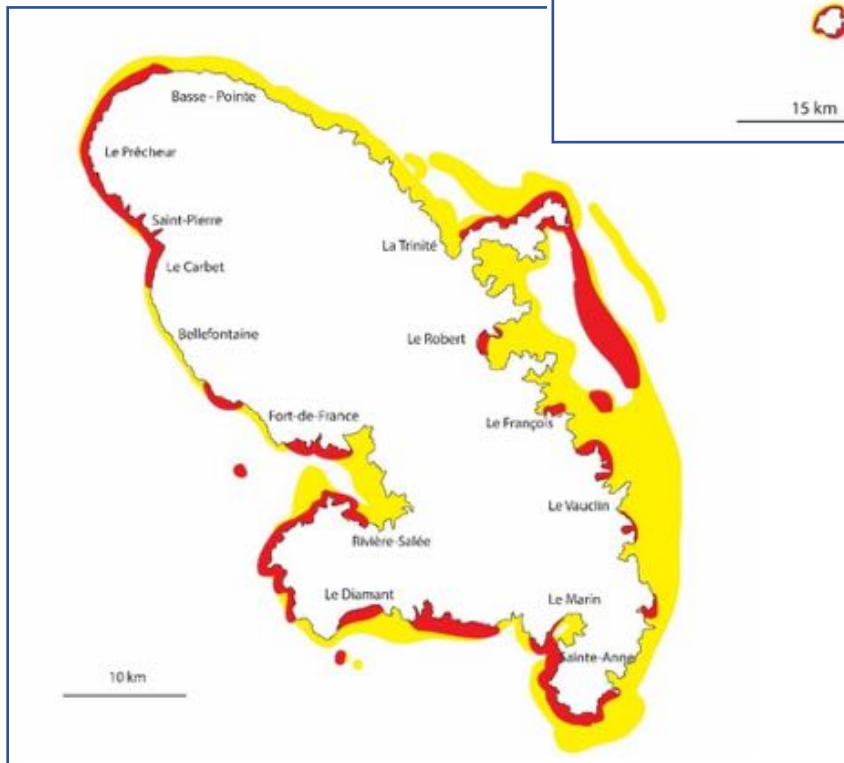 15 km
Basse - Pointe
Le Prêcheur
Saint-Pierre
La Trinité
Le Carbet
Bellefontaine
Le Robert
Fort-de-France
Le François
Le Vauclin
Rivière-Salée
Le Diamant
Le Marin
Sainte-Anne
10 km